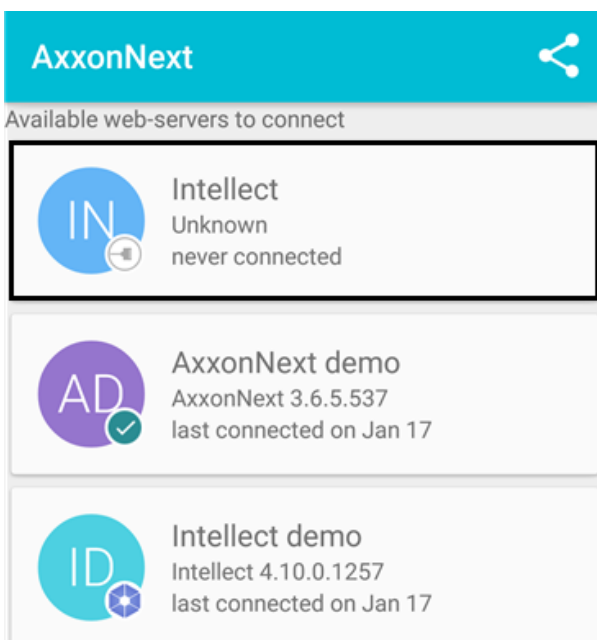 AxxonNext
Available web-servers to connect
IN
Intellect
Unknown
never connected
AD
AxxonNext demo
AxxonNext 3.6.5.537
last connected on Jan 17
ID
Intellect demo
Intellect 4.10.0.1257
last connected on Jan 17